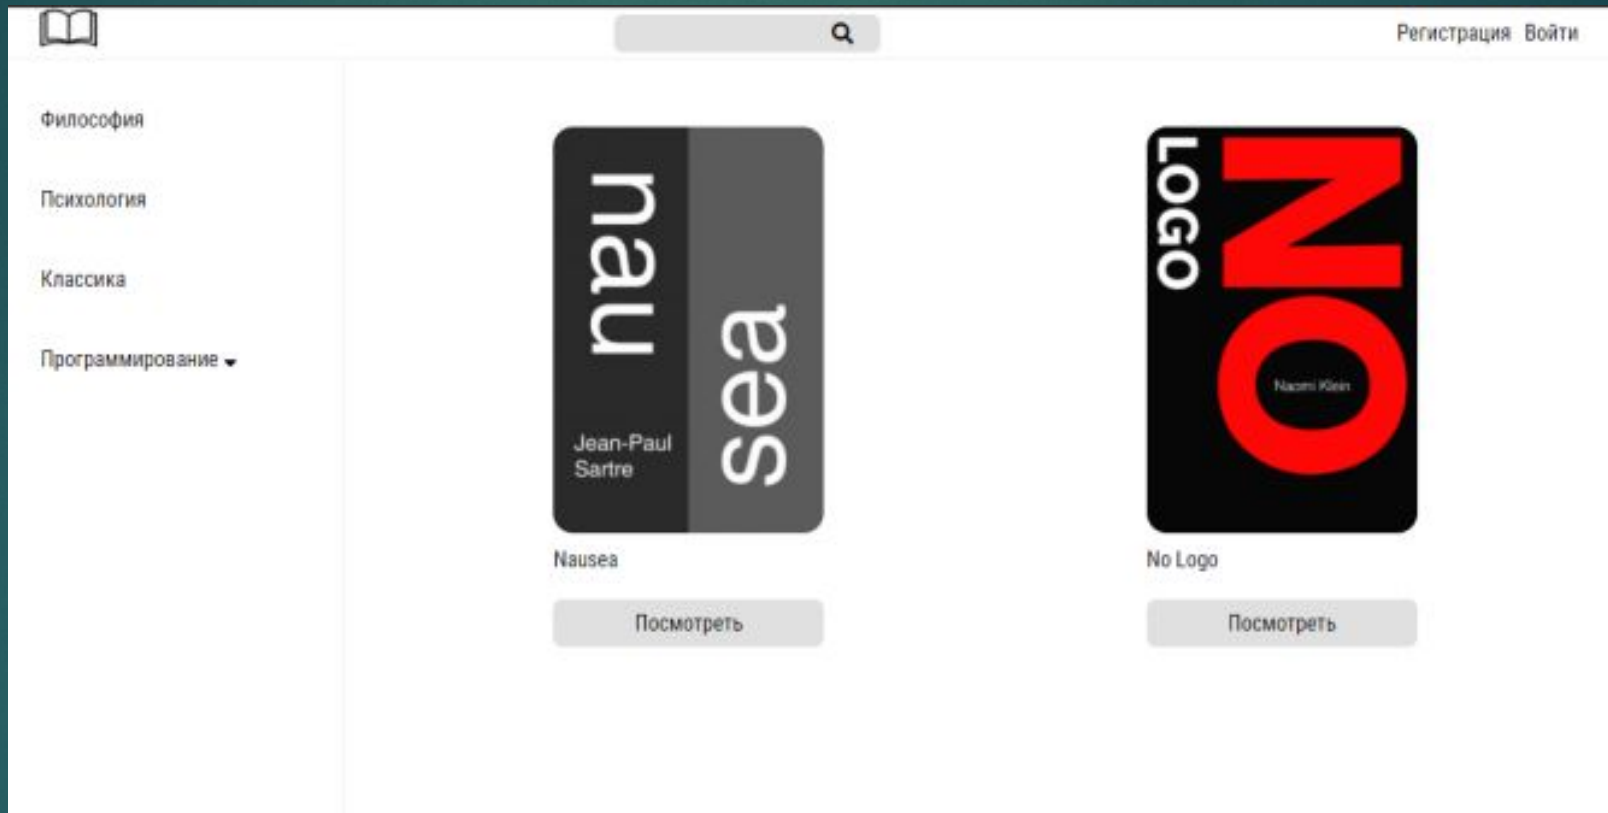 Регистрация Войти
Философия
Психология
Классика
Программирование
nau
sea
Jean-Paul
Sartre
Nausea
Посмотреть
NO
LOGO
Naomi Klein
No Logo
Посмотреть